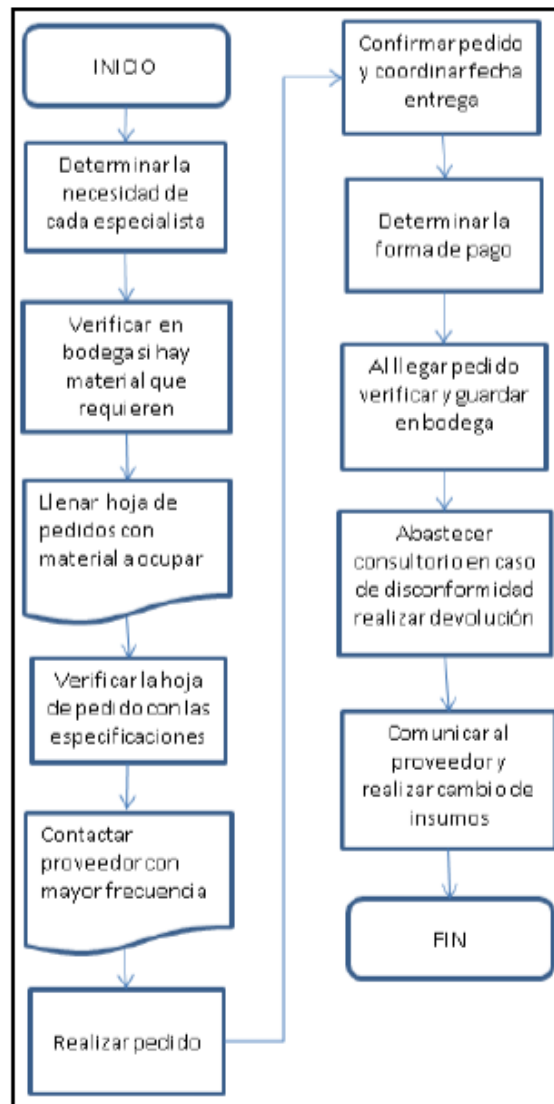 INICIO
Determinar la
necesidad de
cada especialista
Verificar en
bodega si hay
material que
requieren
Llenar hoja de
pedidos con
material a ocupar
Verificar la hoja
de pedido con las
especificaciones
Contactar
proveedor con
mayor frecuencia
Realizar pedido
Confirmar pedido
y coordinar fecha
entrega
Determinar la
forma de pago
Al llegar pedido
verificar y guardar
en bodega
Abastecer
consultorio en caso
de disconformidad
realizar devolución
Comunicar al
proveedor y
realizar cambio de
insumos
FIN